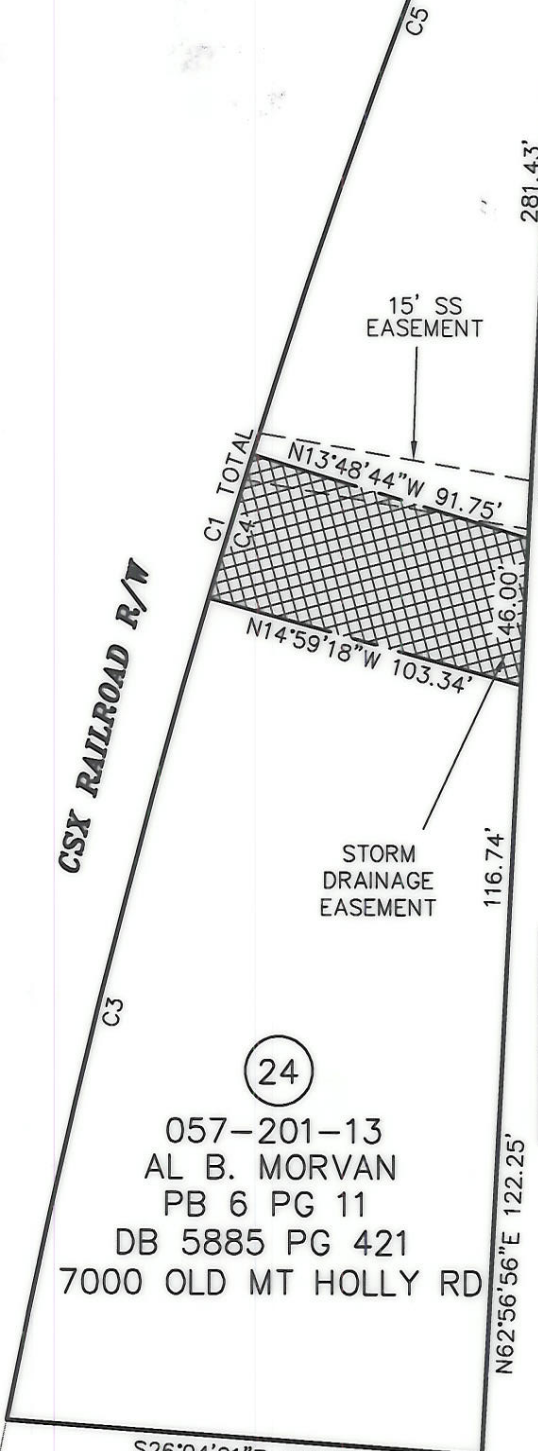 C5
281.43'
15' SS
EASEMENT
N13°48'44"W 91.75'
C1 TOTAL
C4
46.00'
N14°59'18"W 103.34'
CSX RAILROAD R/W
STORM
DRAINAGE
EASEMENT
116.74'
C3
24
057-201-13
AL B. MORVAN
PB 6 PG 11
DB 5885 PG 421
7000 OLD MT HOLLY RD
N62°56'56"E 122.25'